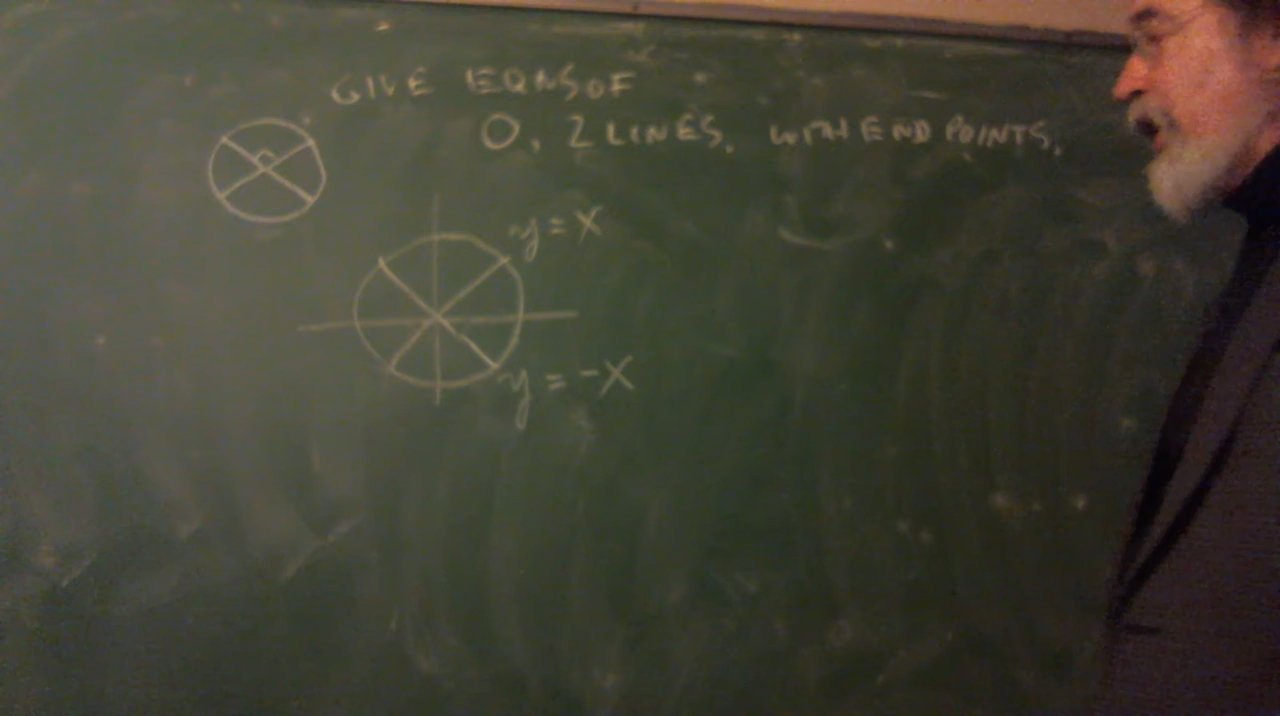 GIVE EQNS OF
O, 2 LINES, WITH END POINTS.
y = x
y = -x